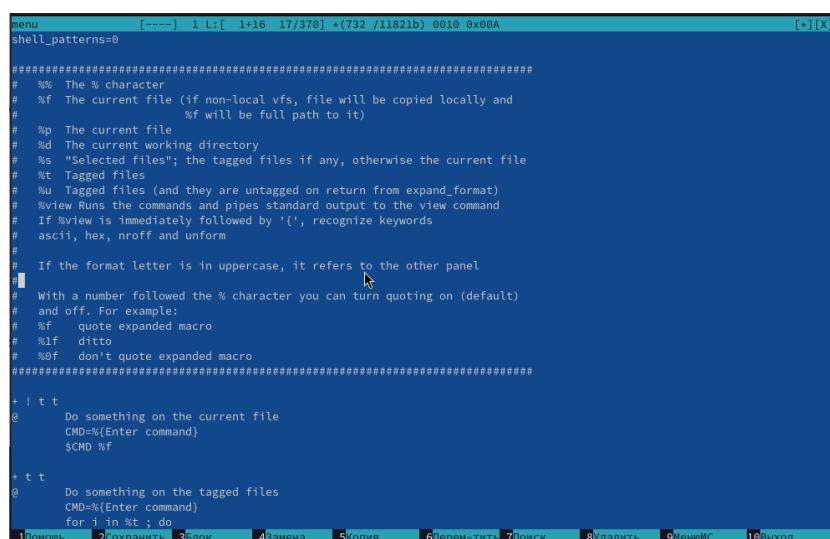 menu [----] 1 L:[ 1+16 17/370] *(732 /11821b) 0010 0x00A [*][X]
shell_patterns=0
##############################################################################
# %% The % character
# %f The current file (if non-local vfs, file will be copied locally and
# %f will be full path to it)
# %p The current file
# %d The current working directory
# %s "Selected files"; the tagged files if any, otherwise the current file
# %t Tagged files
# %u Tagged files (and they are untagged on return from expand_format)
# %view Runs the commands and pipes standard output to the view command
# If %view is immediately followed by '{', recognize keywords
# ascii, hex, nroff and unform
#
# If the format letter is in uppercase, it refers to the other panel
#
# With a number followed the % character you can turn quoting on (default)
# and off. For example:
# %f quote expanded macro
# %1f ditto
# %0f don't quote expanded macro
##############################################################################
+ ! t t
@ Do something on the current file
CMD=%{Enter command}
$CMD %f
+ t t
@ Do something on the tagged files
CMD=%{Enter command}
for i in %t ; do
1Помощь 2Сохранить 3Блок 4Замена 5Копия 6Перем~тить 7Поиск 8Удалить 9МенюMC 10Выход